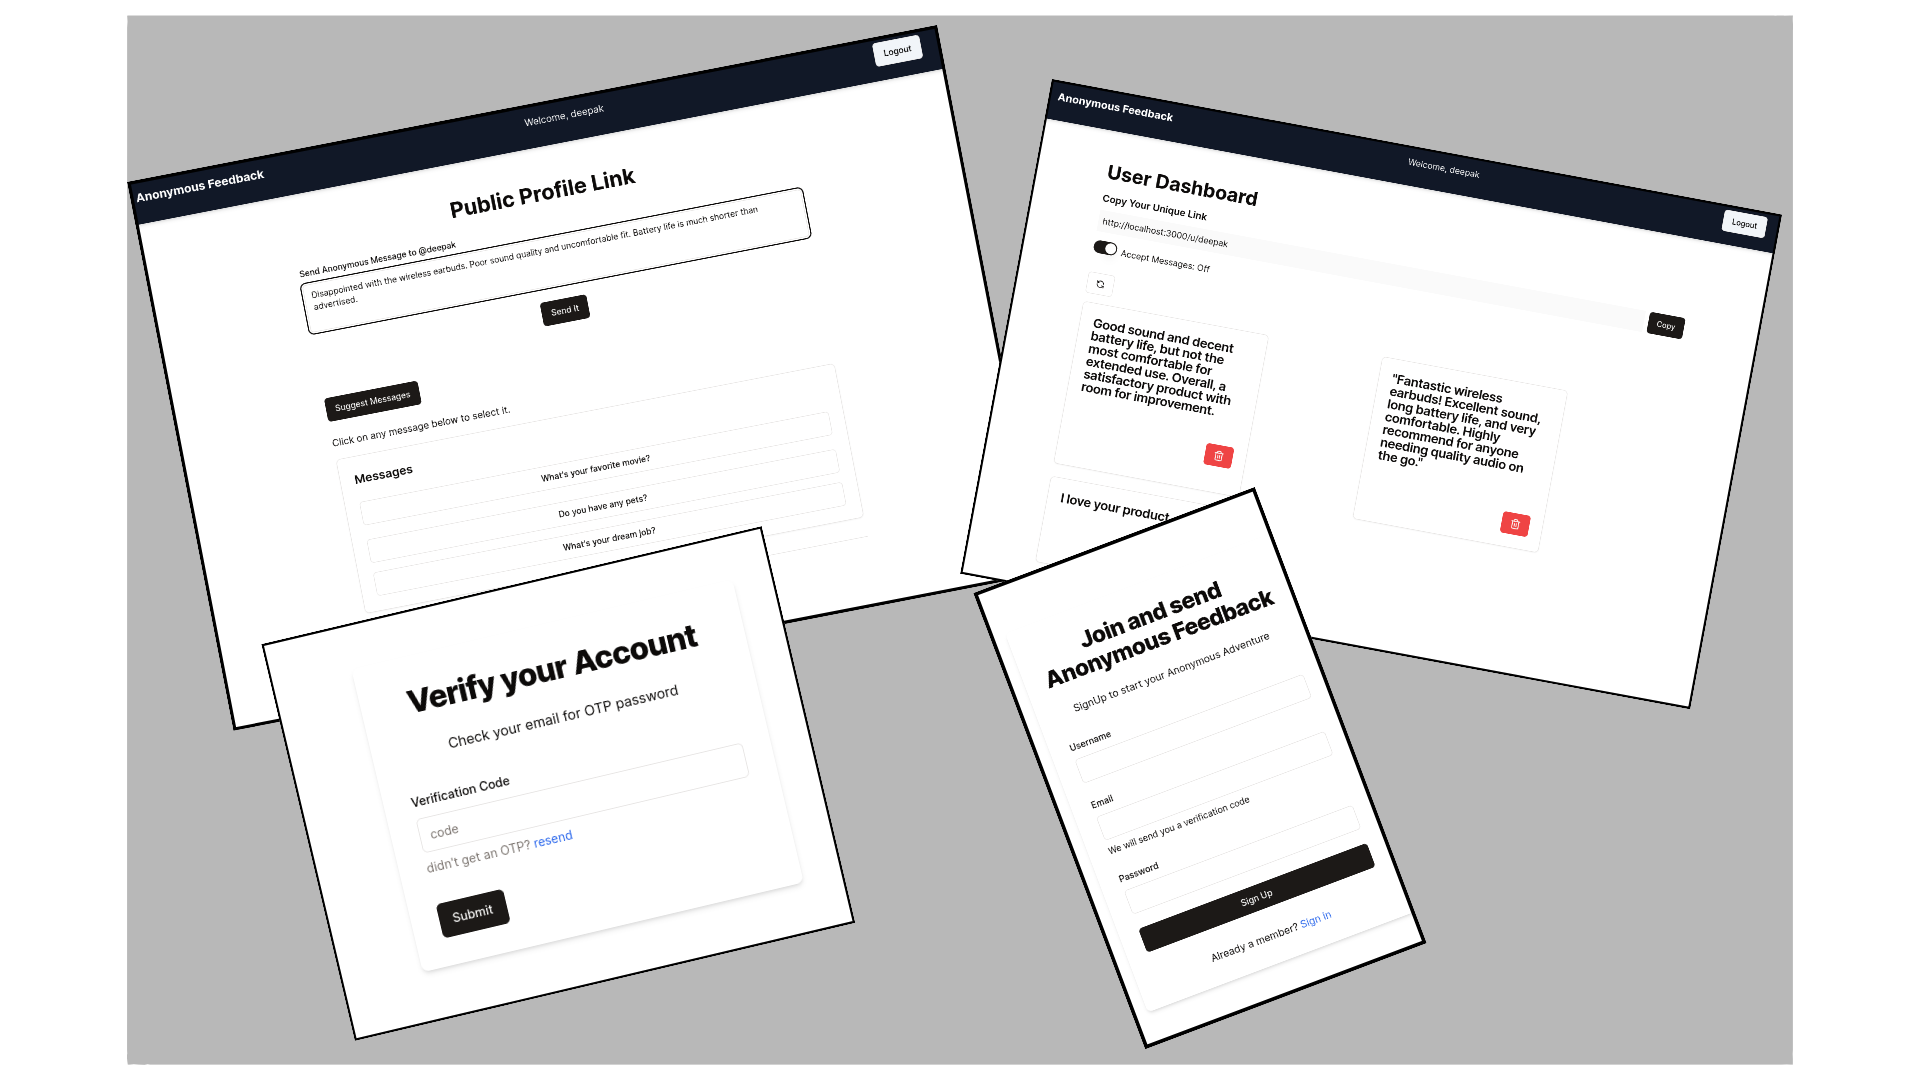 Anonymous Feedback
Welcome, deepak
Logout
Public Profile Link
Send Anonymous Message to @deepak
Disappointed with the wireless earbuds. Poor sound quality and uncomfortable fit. Battery life is much shorter than
advertised.
Send It
Suggest Messages
Click on any message below to select it.
Messages
What's your favorite movie?
Do you have any pets?
What's your dream job?
Anonymous Feedback
Welcome, deepak
Logout
User Dashboard
Copy Your Unique Link
http://localhost:3000/u/deepak
Copy
Accept Messages: Off
Good sound and decent
battery life, but not the
most comfortable for
extended use. Overall, a
satisfactory product with
room for improvement.
"Fantastic wireless
earbuds! Excellent sound,
long battery life, and very
comfortable. Highly
recommend for anyone
needing quality audio on
the go."
I love your product
Verify your Account
Check your email for OTP password
Verification Code
code
didn't get an OTP? resend
Submit
Join and send
Anonymous Feedback
SignUp to start your Anonymous Adventure
Username
Email
We will send you a verification code
Password
Sign Up
Already a member? Sign in